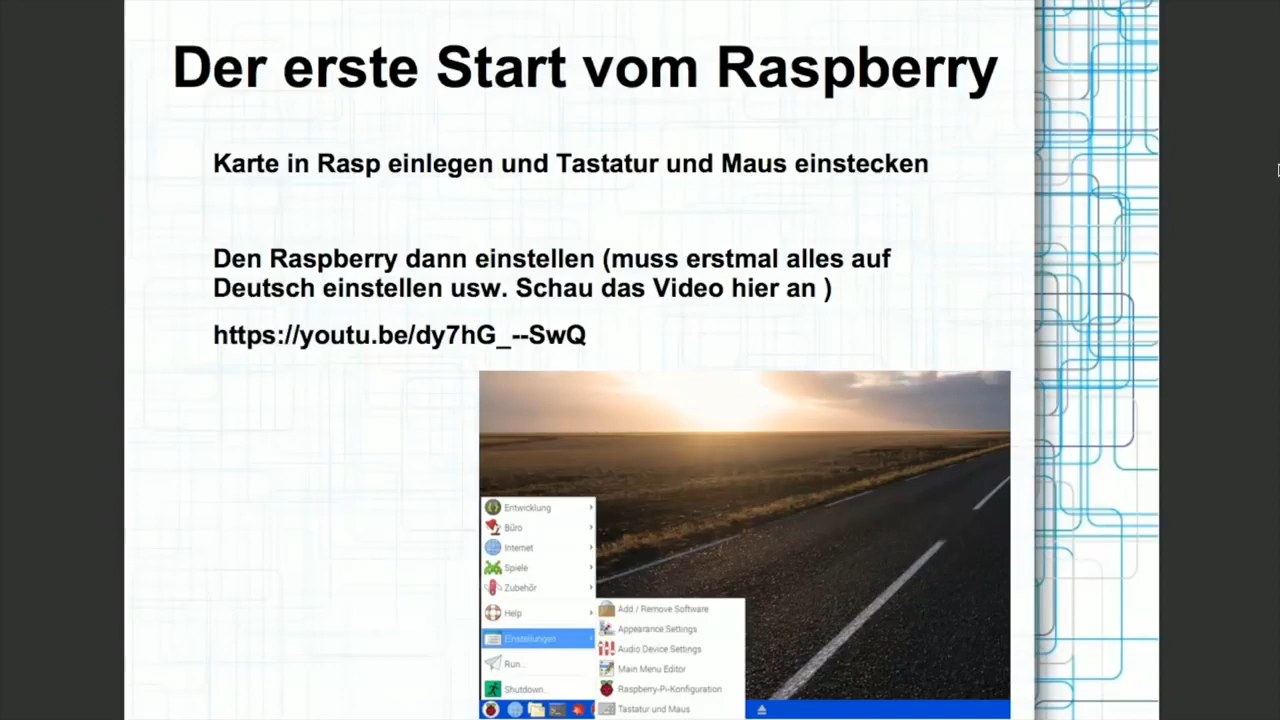 Der erste Start vom Raspberry
Karte in Rasp einlegen und Tastatur und Maus einstecken
Den Raspberry dann einstellen (muss erstmal alles auf
Deutsch einstellen usw. Schau das Video hier an )
https://youtu.be/dy7hG_--SwQ
Entwicklung
Büro
Internet
Spiele
Zubehör
Help
Einstellungen
Run...
Shutdown...
Add / Remove Software
Appearance Settings
Audio Device Settings
Main Menu Editor
Raspberry-Pi-Konfiguration
Tastatur und Maus